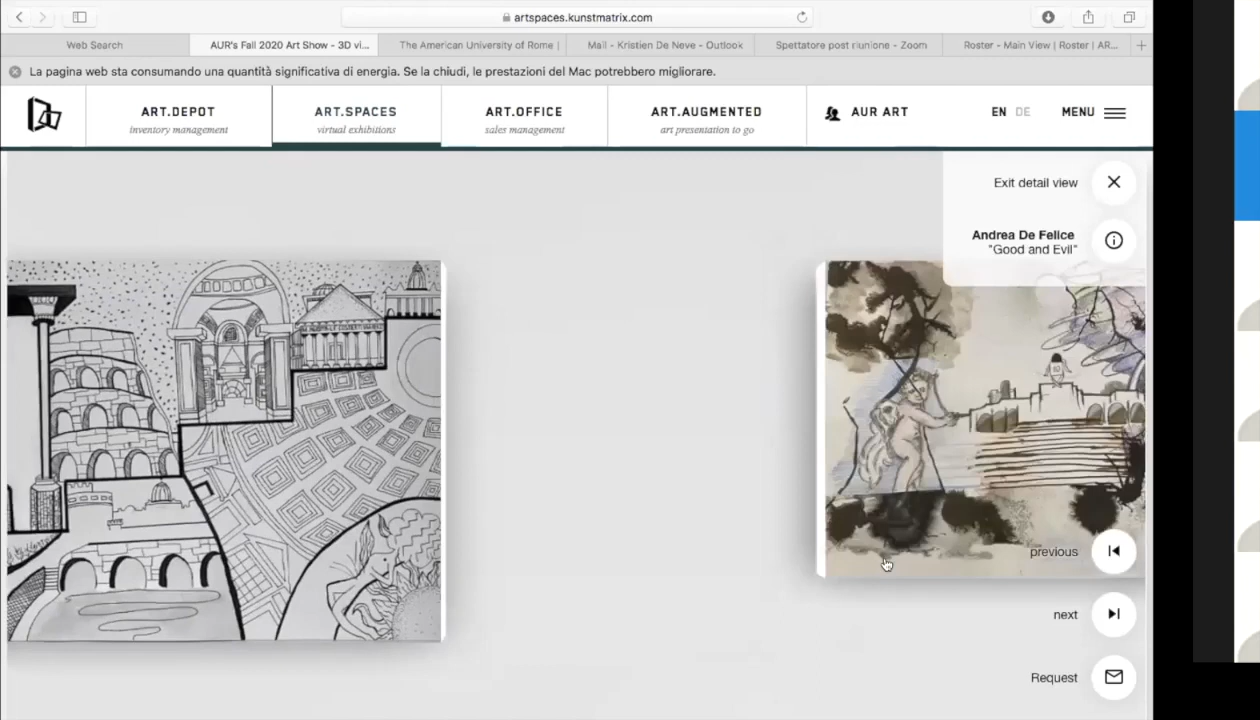 artspaces.kunstmatrix.com
Web Search
AUR's Fall 2020 Art Show - 3D vi...
The American University of Rome |
Mail - Kristien De Neve - Outlook
Spettatore post riunione - Zoom
Roster - Main View | Roster | AR...
La pagina web sta consumando una quantità significativa di energia. Se la chiudi, le prestazioni del Mac potrebbero migliorare.
ART.DEPOT
inventory management
ART.SPACES
virtual exhibitions
ART.OFFICE
sales management
ART.AUGMENTED
art presentation to go
AUR ART
EN DE
MENU
Exit detail view
Andrea De Felice
"Good and Evil"
previous
next
Request